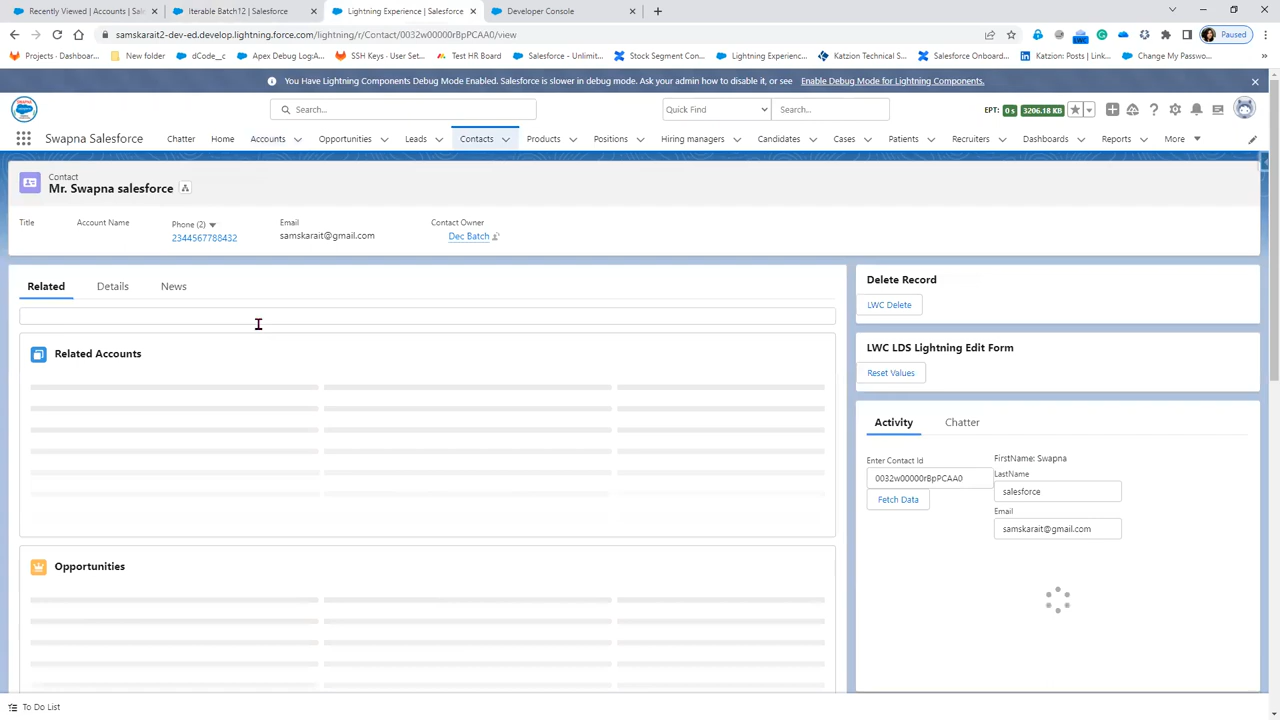 Recently Viewed | Accounts | Sa
Iterable Batch12 | Salesforce
Lightning Experience | Salesforce
Developer Console
samskarait2-dev-ed.develop.lightning.force.com/lightning/r/Contact/0032w00000rBpPCAA0/view
Paused
Projects · Dashboar...
New folder
dCode__c
Apex Debug Log:A...
SSH Keys · User Set...
Test HR Board
Salesforce - Unlimit...
Stock Segment Con...
Lightning Experienc...
Katzion Technical S...
Salesforce Onboard...
Katzion: Posts | Link...
Change My Passwo...
You Have Lightning Components Debug Mode Enabled. Salesforce is slower in debug mode. Ask your admin how to disable it, or see Enable Debug Mode for Lightning Components.
Search...
Quick Find
Search...
EPT: 0 s 3206.18 KB
Swapna Salesforce
Chatter
Home
Accounts
Opportunities
Leads
Contacts
Products
Positions
Hiring managers
Candidates
Cases
Patients
Recruiters
Dashboards
Reports
More
Contact
Mr. Swapna salesforce
Title
Account Name
Phone (2)
2344567788432
Email
samskarait@gmail.com
Contact Owner
Dec Batch
Related
Details
News
Related Accounts
Opportunities
Delete Record
LWC Delete
LWC LDS Lightning Edit Form
Reset Values
Activity
Chatter
Enter Contact Id
0032w00000rBpPCAA0
Fetch Data
FirstName: Swapna
LastName
salesforce
Email
samskarait@gmail.com
To Do List